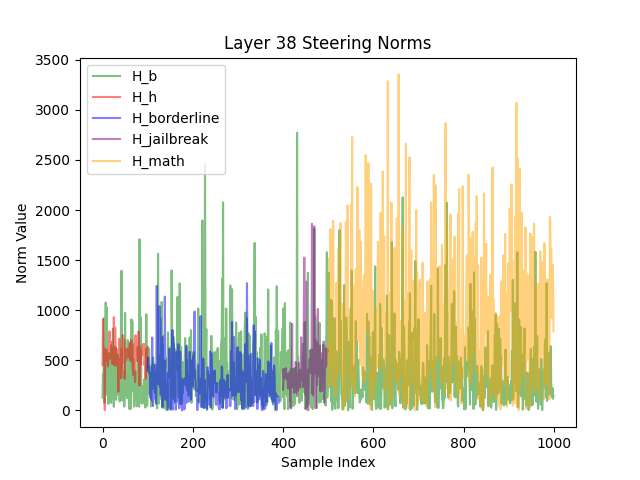 Layer 38 Steering Norms
3500
3000
2500
2000
1500
1000
500
0
Norm Value
H_b
H_h
H_borderline
H_jailbreak
H_math
0
200
400
600
800
1000
Sample Index